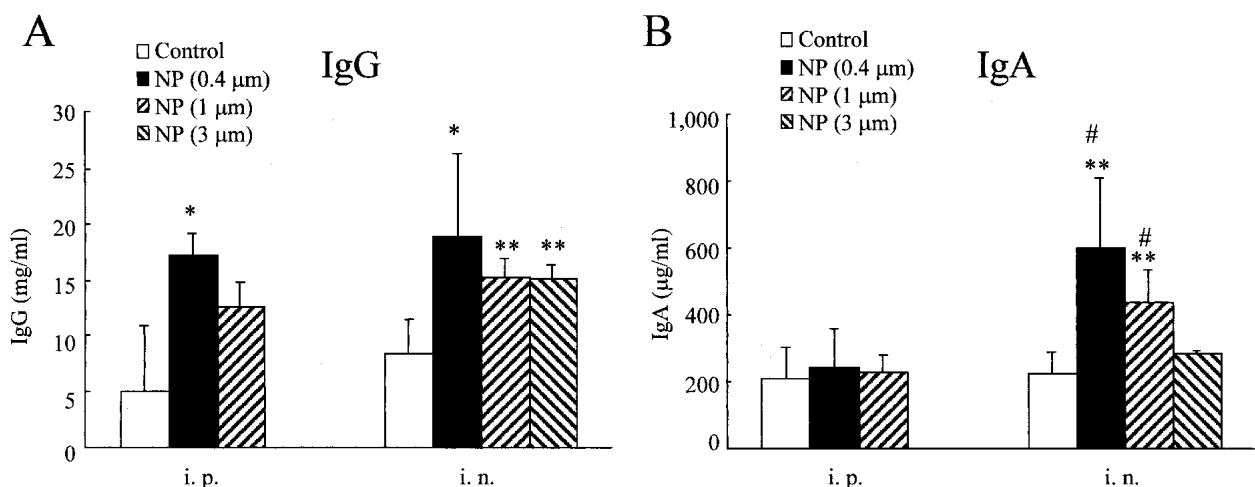 A
IgG
Control
NP (0.4 μm)
NP (1 μm)
NP (3 μm)
IgG (mg/ml)
30
25
20
15
10
5
0
*
*
**
**
i. p.
i. n.
B
IgA
Control
NP (0.4 μm)
NP (1 μm)
NP (3 μm)
IgA (μg/ml)
1,000
800
600
400
200
0
#
**
#
**
i. p.
i. n.